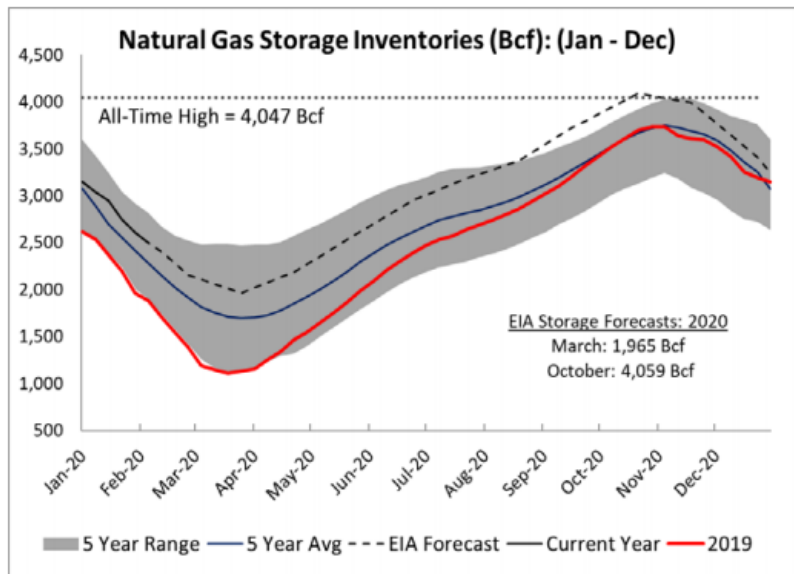 Natural Gas Storage Inventories (Bcf): (Jan - Dec)
4,500
4,000
3,500
3,000
2,500
2,000
1,500
1,000
500
All-Time High = 4,047 Bcf
EIA Storage Forecasts: 2020
March: 1,965 Bcf
October: 4,059 Bcf
Jan-20
Feb-20
Mar-20
Apr-20
May-20
Jun-20
Jul-20
Aug-20
Sep-20
Oct-20
Nov-20
Dec-20
5 Year Range 5 Year Avg EIA Forecast Current Year 2019